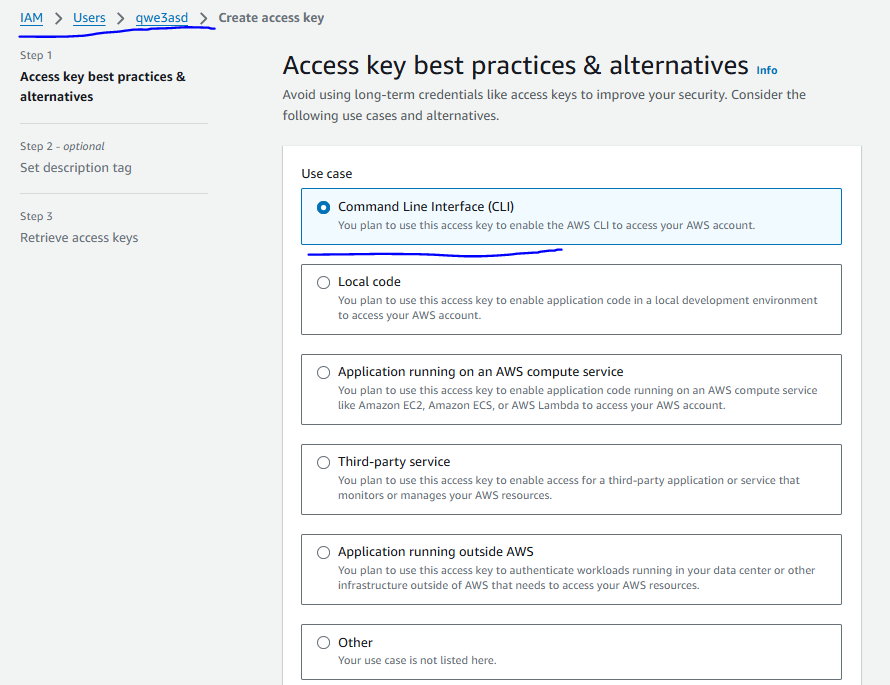 IAM > Users > qwe3asd > Create access key
Step 1
Access key best practices &
alternatives
Step 2 - optional
Set description tag
Step 3
Retrieve access keys
Access key best practices & alternatives Info
Avoid using long-term credentials like access keys to improve your security. Consider the
following use cases and alternatives.
Use case
Command Line Interface (CLI)
You plan to use this access key to enable the AWS CLI to access your AWS account.
Local code
You plan to use this access key to enable application code in a local development environment
to access your AWS account.
Application running on an AWS compute service
You plan to use this access key to enable application code running on an AWS compute service
like Amazon EC2, Amazon ECS, or AWS Lambda to access your AWS account.
Third-party service
You plan to use this access key to enable access for a third-party application or service that
monitors or manages your AWS resources.
Application running outside AWS
You plan to use this access key to authenticate workloads running in your data center or other
infrastructure outside of AWS that needs to access your AWS resources.
Other
Your use case is not listed here.